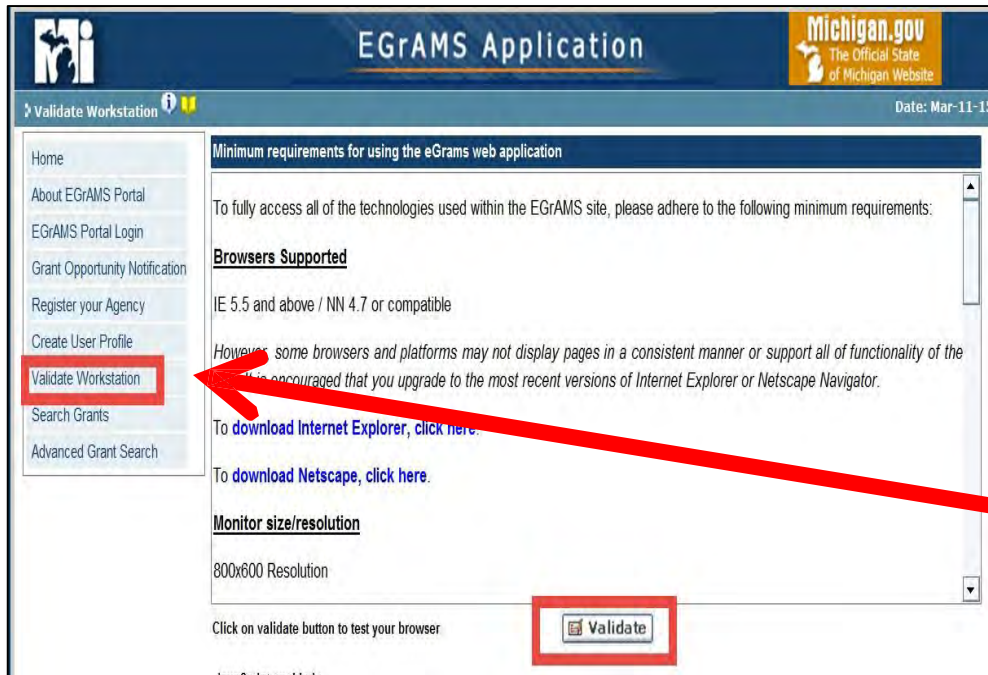 EGrAMS Application
Michigan.gov
The Official State
of Michigan Website
Validate Workstation
Date: Mar-11-15
Home
About EGrAMS Portal
EGrAMS Portal Login
Grant Opportunity Notification
Register your Agency
Create User Profile
Validate Workstation
Search Grants
Advanced Grant Search
Minimum requirements for using the eGrams web application
To fully access all of the technologies used within the EGrAMS site, please adhere to the following minimum requirements:
Browsers Supported
IE 5.5 and above / NN 4.7 or compatible
However, some browsers and platforms may not display pages in a consistent manner or support all of functionality of the
is encouraged that you upgrade to the most recent versions of Internet Explorer or Netscape Navigator.
To download Internet Explorer, click here.
To download Netscape, click here.
Monitor size/resolution
800x600 Resolution
Click on validate button to test your browser
Validate